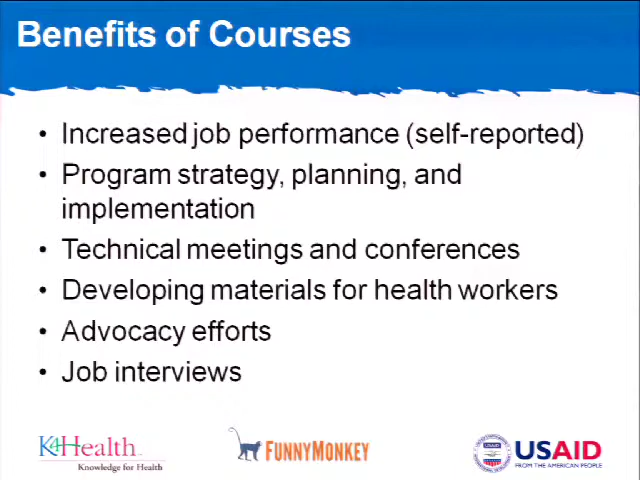 Benefits of Courses
• Increased job performance (self-reported)
• Program strategy, planning, and
implementation
• Technical meetings and conferences
• Developing materials for health workers
• Advocacy efforts
• Job interviews
K4Health
Knowledge for Health
FUNNYMONKEY
USAID
FROM THE AMERICAN PEOPLE